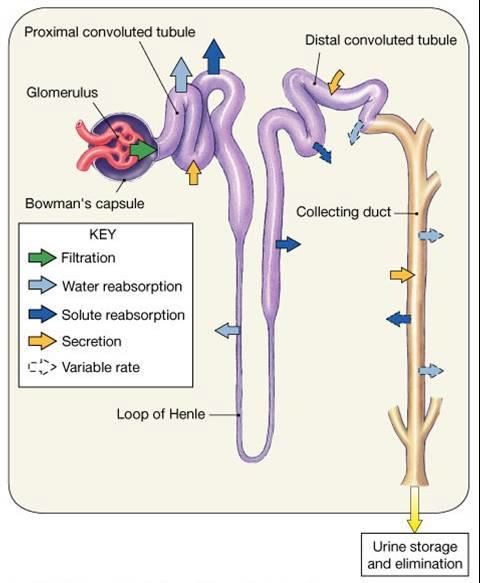 Proximal convoluted tubule
Distal convoluted tubule
Glomerulus
Bowman's capsule
Collecting duct
KEY
Filtration
Water reabsorption
Solute reabsorption
Secretion
Variable rate
Loop of Henle
Urine storage
and elimination